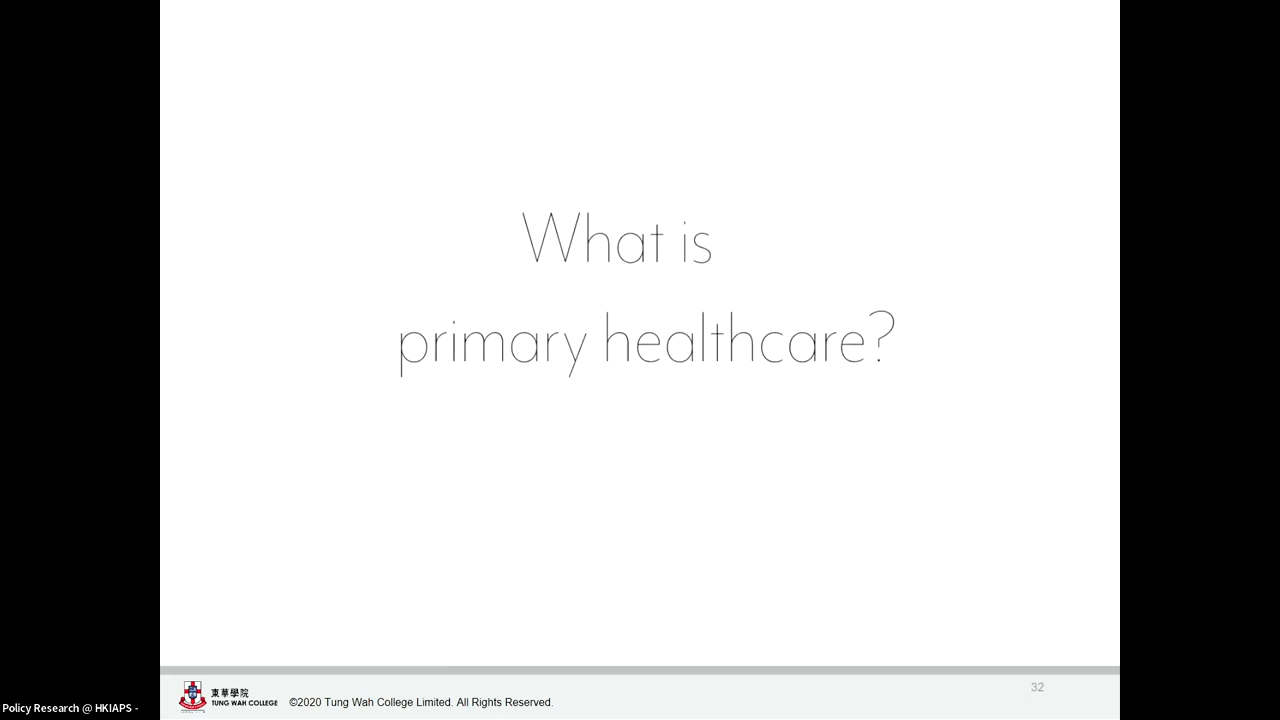 What is
primary healthcare?
東華學院
TUNG WAH COLLEGE
©2020 Tung Wah College Limited. All Rights Reserved.
32
Policy Research @ HKIAPS -